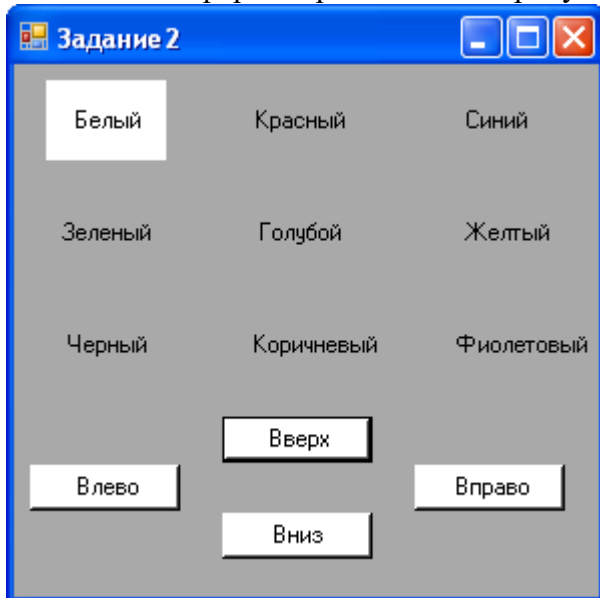 Задание 2
Белый Красный Синий
Зеленый Голубой Желтый
Черный Коричневый Фиолетовый
Вверх
Влево Вправо
Вниз